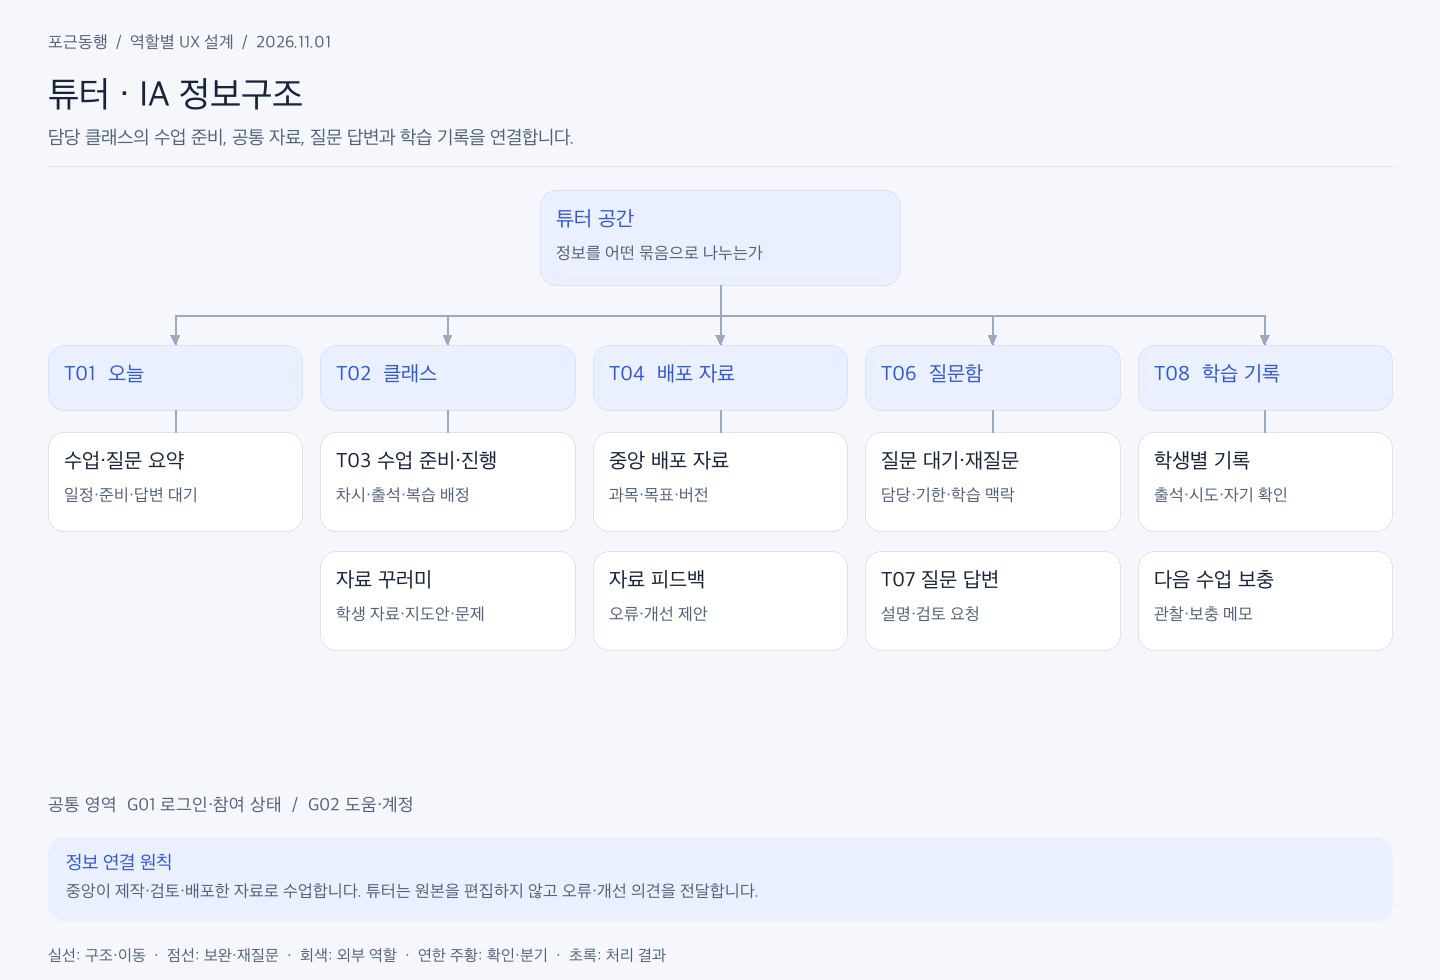 포근동행 / 역할별 UX 설계 / 2026.11.01
튜터 · IA 정보구조
담당 클래스의 수업 준비, 공통 자료, 질문 답변과 학습 기록을 연결합니다.
튜터 공간
정보를 어떤 묶음으로 나누는가
T01 오늘
T02 클래스
T04 배포 자료
T06 질문함
T08 학습 기록
수업·질문 요약
일정·준비·답변 대기
T03 수업 준비·진행
차시·출석·복습 배정
중앙 배포 자료
과목·목표·버전
질문 대기·재질문
담당·기한·학습 맥락
학생별 기록
출석·시도·자기 확인
자료 꾸러미
학생 자료·지도안·문제
자료 피드백
오류·개선 제안
T07 질문 답변
설명·검토 요청
다음 수업 보충
관찰·보충 메모
공통 영역 G01 로그인·참여 상태 / G02 도움·계정
정보 연결 원칙
중앙이 제작·검토·배포한 자료로 수업합니다. 튜터는 원본을 편집하지 않고 오류·개선 의견을 전달합니다.
실선: 구조·이동 · 점선: 보완·재질문 · 회색: 외부 역할 · 연한 주황: 확인·분기 · 초록: 처리 결과